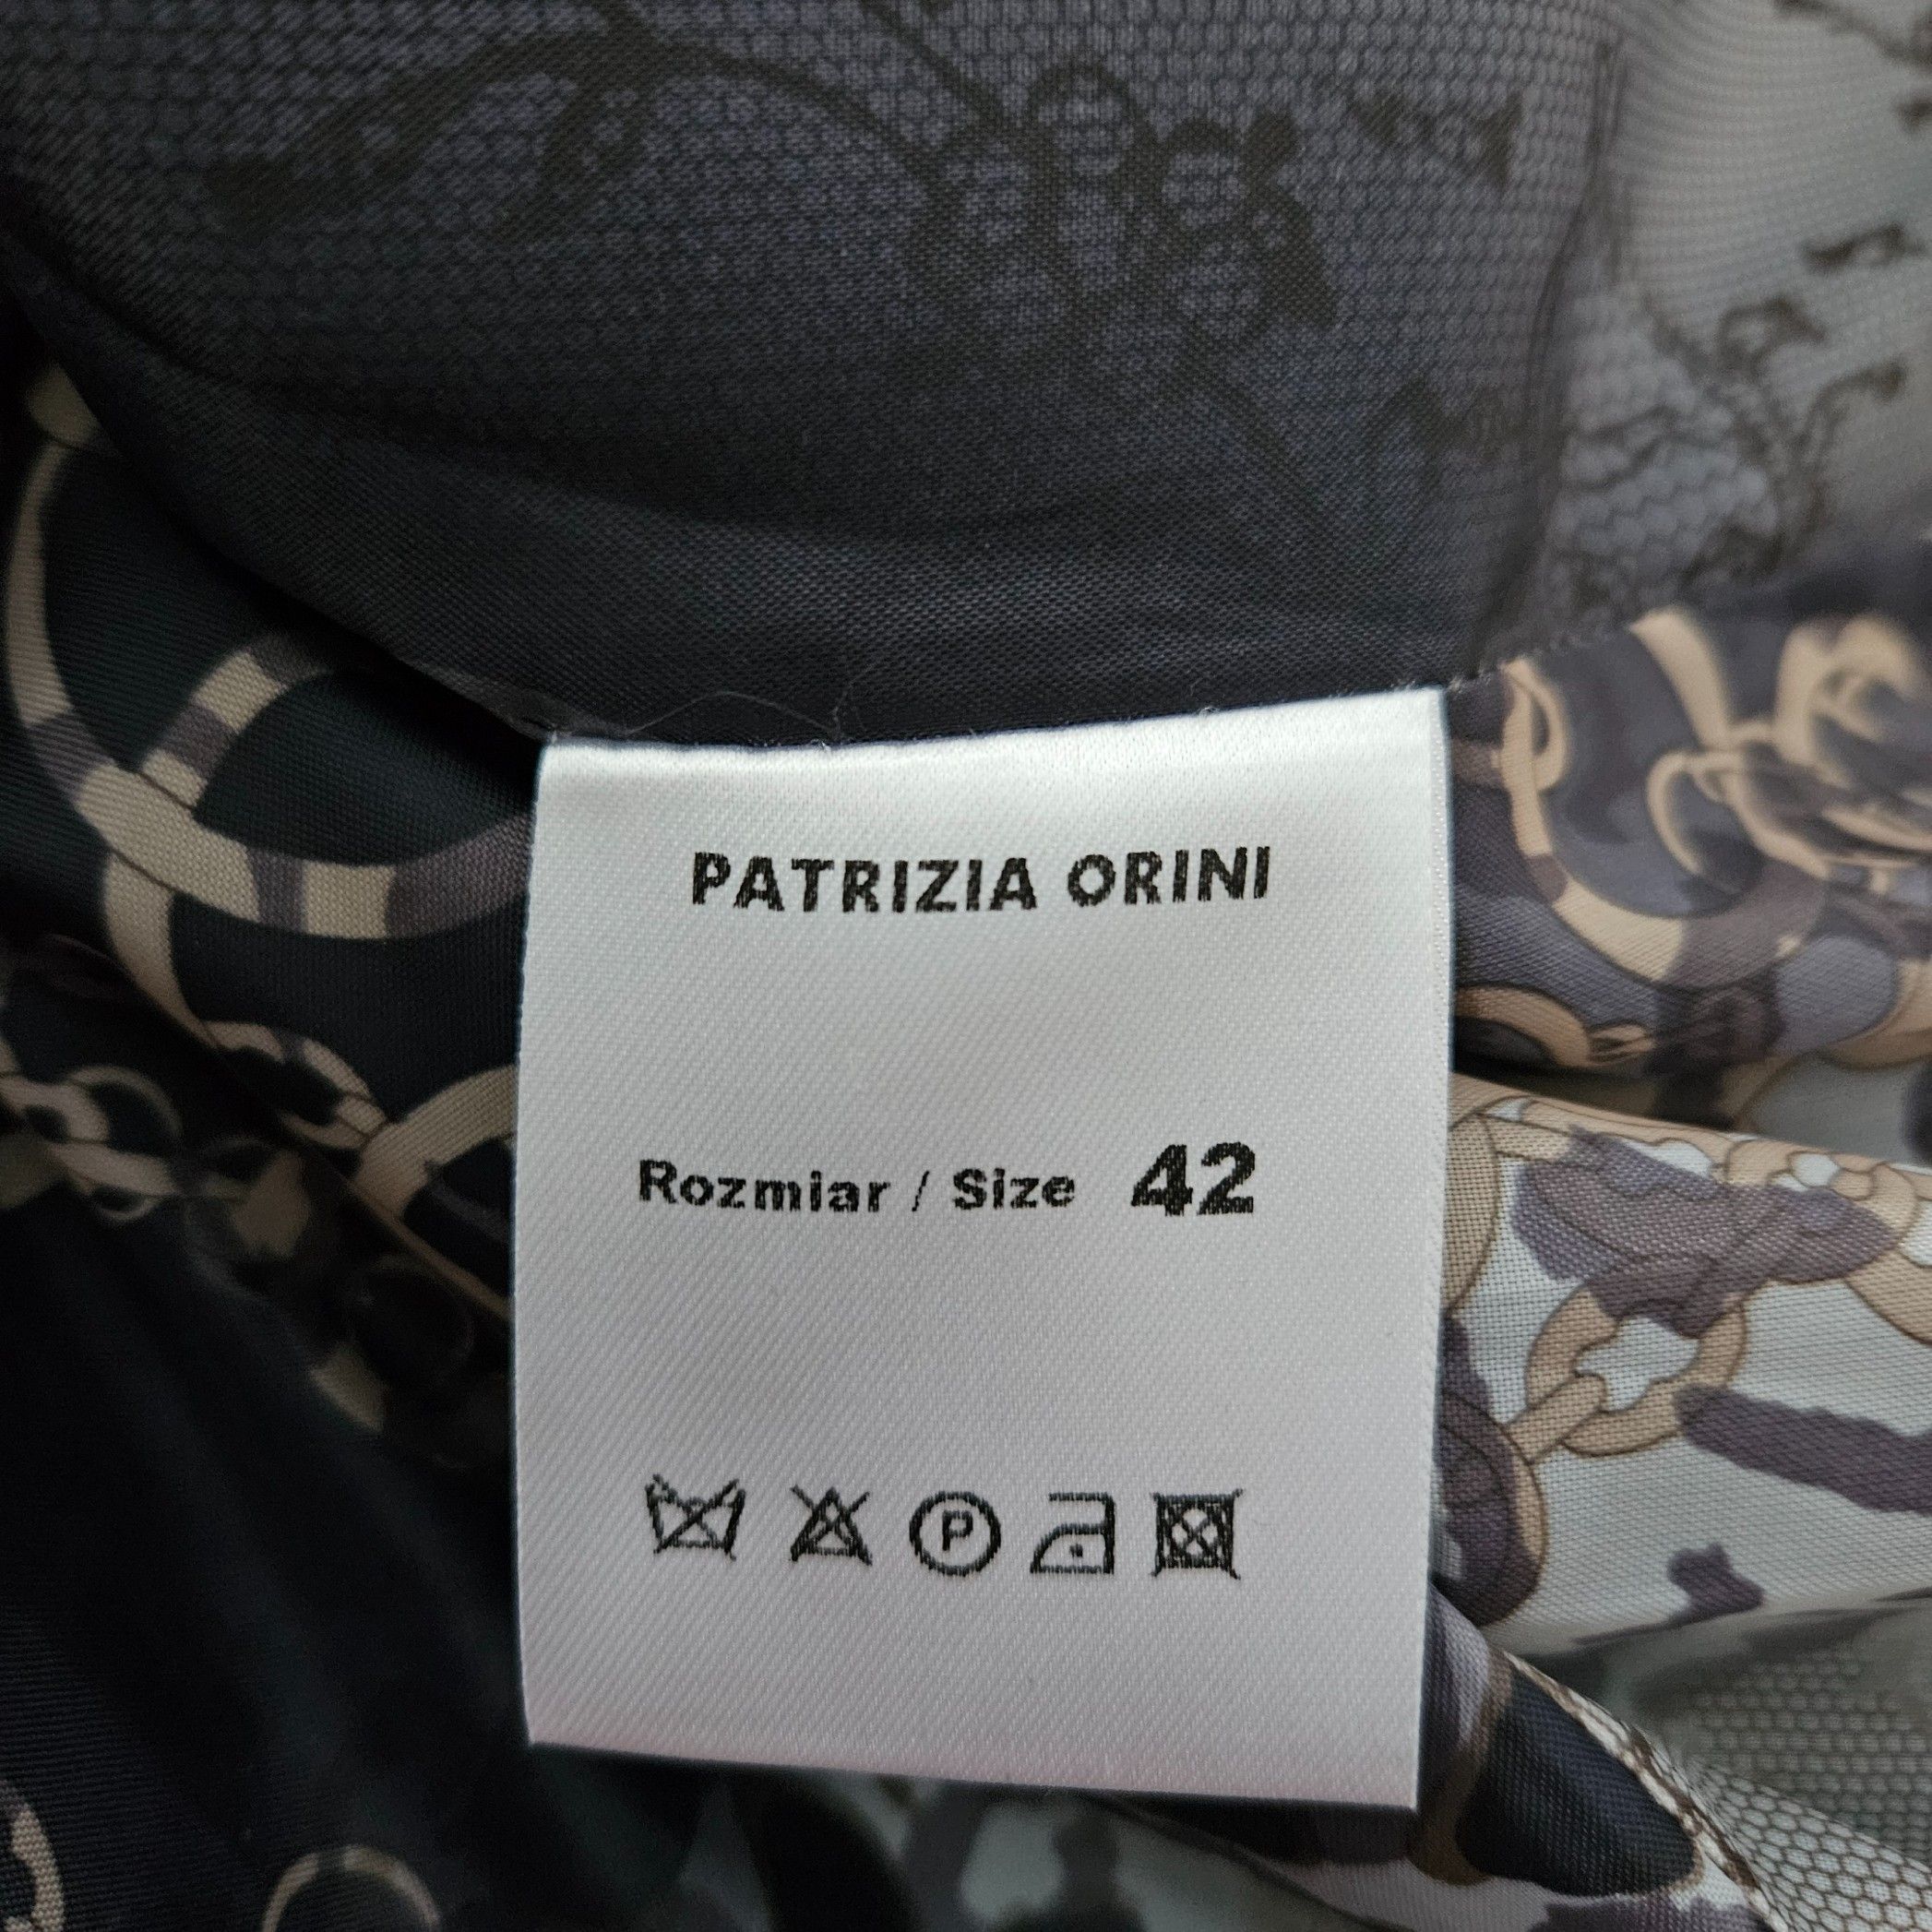 PATRIZIA ORINI
Rozmiar / Size 42
P